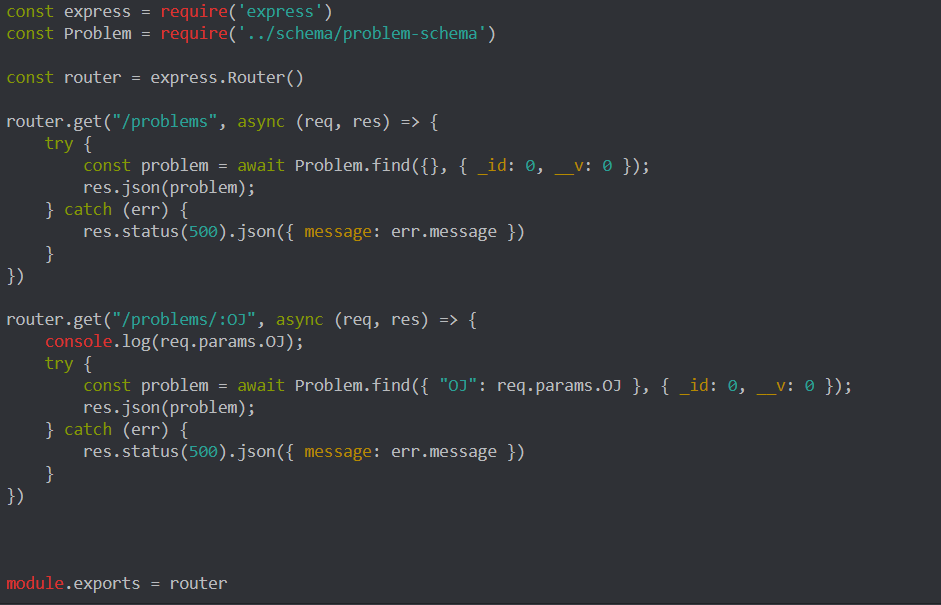 const express = require('express')
const Problem = require('../schema/problem-schema')
const router = express.Router()
router.get("/problems", async (req, res) => {
    try {
        const problem = await Problem.find({}, { _id: 0, __v: 0 });
        res.json(problem);
    } catch (err) {
        res.status(500).json({ message: err.message })
    }
})
router.get("/problems/:OJ", async (req, res) => {
    console.log(req.params.OJ);
    try {
        const problem = await Problem.find({ "OJ": req.params.OJ }, { _id: 0, __v: 0 });
        res.json(problem);
    } catch (err) {
        res.status(500).json({ message: err.message })
    }
})
module.exports = router